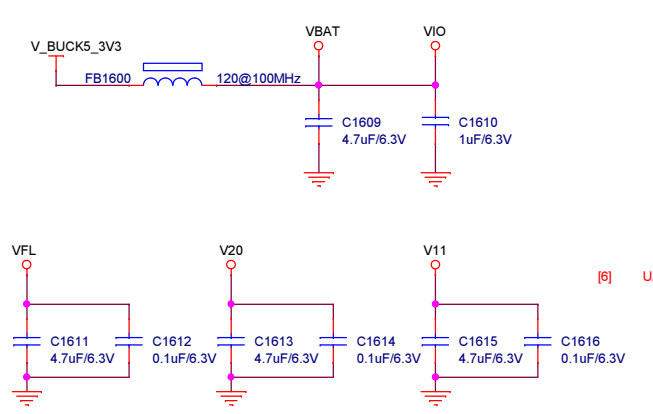 VBAT VIO
V_BUCK5_3V3
FB1600 120@100MHz
C1609 C1610
4.7uF/6.3V 1uF/6.3V
VFL V20 V11
[6]
C1611 C1612 C1613 C1614 C1615 C1616
4.7uF/6.3V 0.1uF/6.3V 4.7uF/6.3V 0.1uF/6.3V 4.7uF/6.3V 0.1uF/6.3V